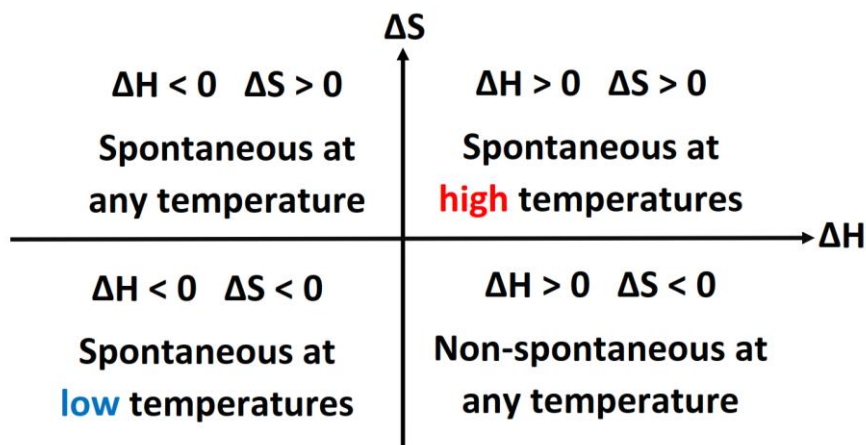 ΔS
ΔH < 0 ΔS > 0
Spontaneous at
any temperature
ΔH > 0 ΔS > 0
Spontaneous at
high temperatures
ΔH
ΔH < 0 ΔS < 0
Spontaneous at
low temperatures
ΔH > 0 ΔS < 0
Non-spontaneous at
any temperature